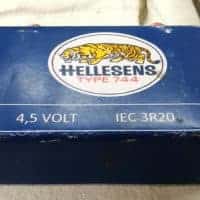 HELLESENS
TYPE 744
4,5 VOLT IEC 3R20